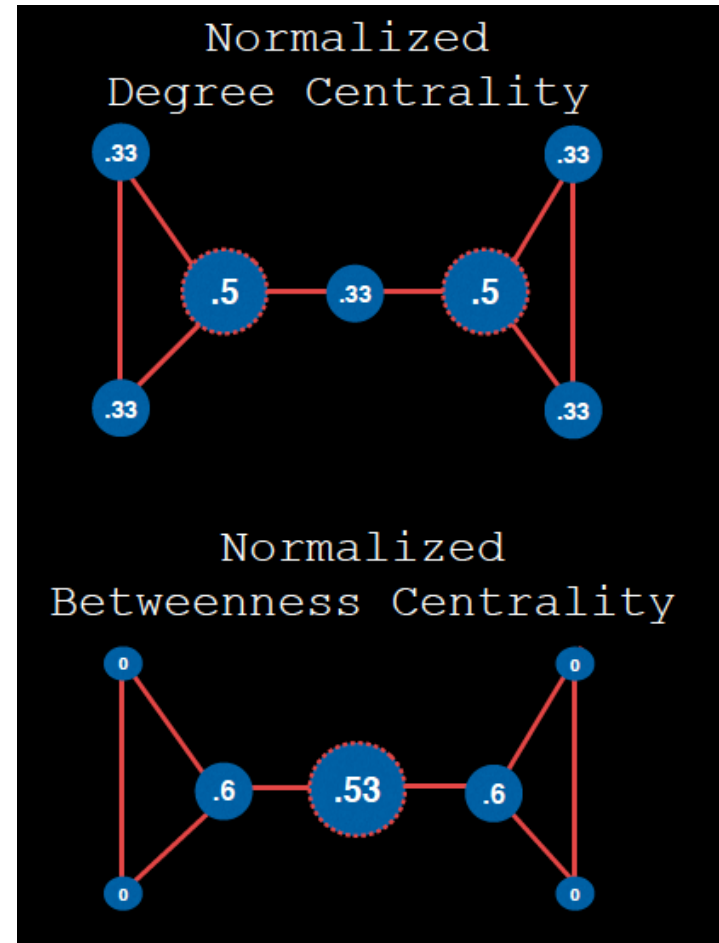 Normalized
Degree Centrality
.33 .33
.5 .33 .5
.33 .33
Normalized
Betweenness Centrality
0 0
.6 .53 .6
0 0